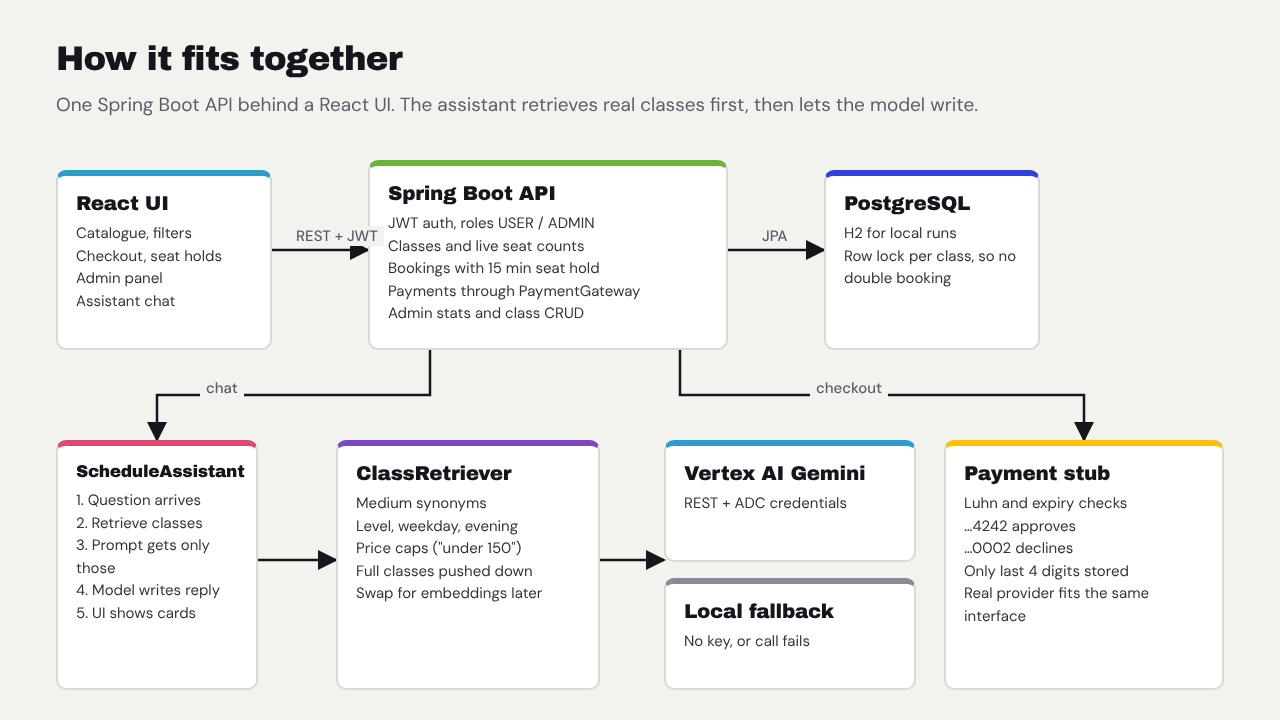 How it fits together
One Spring Boot API behind a React UI. The assistant retrieves real classes first, then lets the model write.
React UI
Catalogue, filters
Checkout, seat holds
Admin panel
Assistant chat
REST + JWT
Spring Boot API
JWT auth, roles USER / ADMIN
Classes and live seat counts
Bookings with 15 min seat hold
Payments through PaymentGateway
Admin stats and class CRUD
JPA
PostgreSQL
H2 for local runs
Row lock per class, so no
double booking
chat
checkout
ScheduleAssistant
1. Question arrives
2. Retrieve classes
3. Prompt gets only
those
4. Model writes reply
5. UI shows cards
ClassRetriever
Medium synonyms
Level, weekday, evening
Price caps ("under 150")
Full classes pushed down
Swap for embeddings later
Vertex AI Gemini
REST + ADC credentials
Local fallback
No key, or call fails
Payment stub
Luhn and expiry checks
…4242 approves
…0002 declines
Only last 4 digits stored
Real provider fits the same
interface